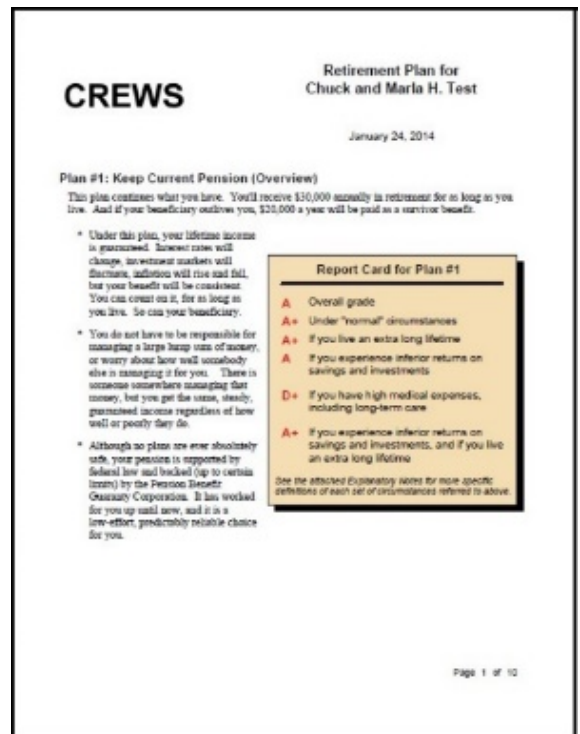 CREWS
Retirement Plan for
Chuck and Marla H. Test
January 24, 2014
Plan #1: Keep Current Pension (Overview)
This plan continues what you have. You'll receive $30,000 annually in retirement for as long as you
live. And if your beneficiary outlives you, $20,000 a year will be paid as a survivor benefit.
* Under this plan, your lifetime income
is guaranteed. Interest rates will
change, investment markets will
fluctuate, inflation will rise and fall,
but your benefit will be consistent.
You can count on it, for as long as
you live. So can your beneficiary.
* You do not have to be responsible for
managing a large lump sum of money,
or worry about how well somebody
else is managing it for you. There is
someone somewhere managing that
money, but you get the same, steady,
guaranteed income regardless of how
well or poorly they do.
* Although no plans are ever absolutely
safe, your pension is supported by
federal law and backed (up to certain
limits) by the Pension Benefit
Guaranty Corporation. It has worked
for you up until now, and it is a
low-effort, predictably reliable choice
for you.
Report Card for Plan #1
A Overall grade
A+ Under "normal" circumstances
A+ If you live an extra long lifetime
A If you experience inferior returns on
savings and investments
D+ If you have high medical expenses,
including long-term care
A+ If you experience inferior returns on
savings and investments, and if you live
an extra long lifetime
See the attached Explanatory Notes for more specific
definitions of each set of circumstances referred to above.
Page 1 of 10